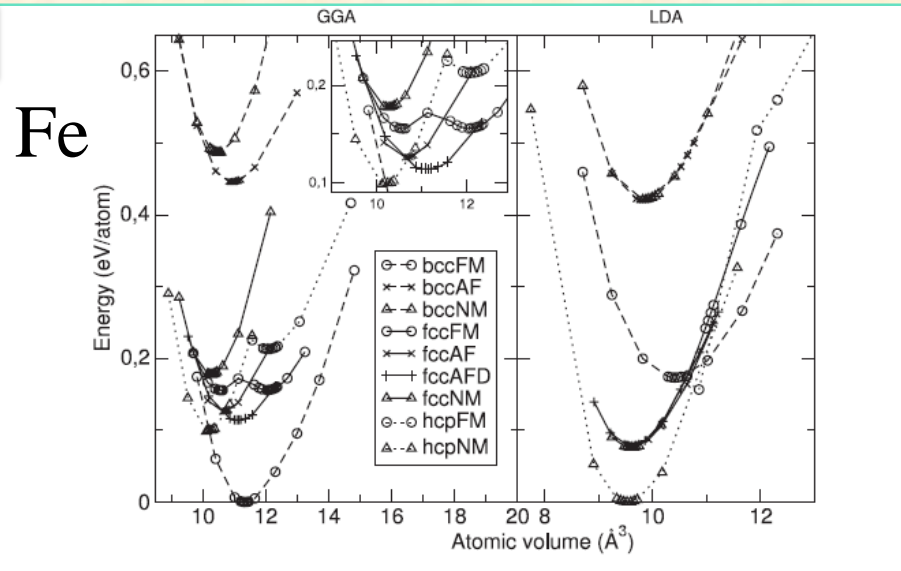 GGA
LDA
Fe
Energy (eV/atom)
0,6
0,4
0,2
0
0,2
0,1
10 12
bccFM
bccAF
bccNM
fccFM
fccAF
fccAFD
fccNM
hcpFM
hcpNM
10 12 14 16 18 20 8 10 12
Atomic volume (Å³)